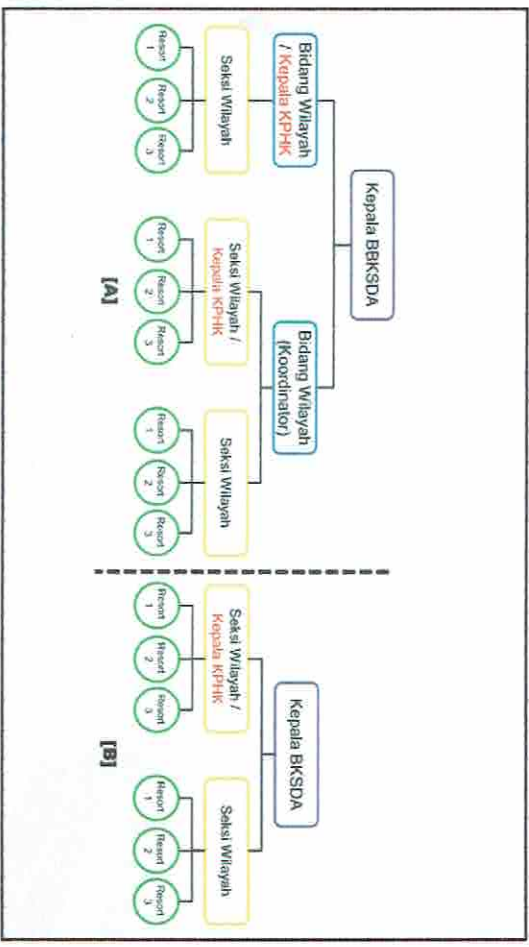 Kepala BBKSDA
Bidang Wilayah
/ Kepala KPHK
Bidang Wilayah
(Koordinator)
Seksi Wilayah
Seksi Wilayah /
Kepala KPHK
Seksi Wilayah
Resort
1
Resort
2
Resort
3
Resort
1
Resort
2
Resort
3
Resort
1
Resort
2
Resort
3
[A]
Kepala BKSDA
Seksi Wilayah /
Kepala KPHK
Seksi Wilayah
Resort
1
Resort
2
Resort
3
Resort
1
Resort
2
Resort
3
[B]